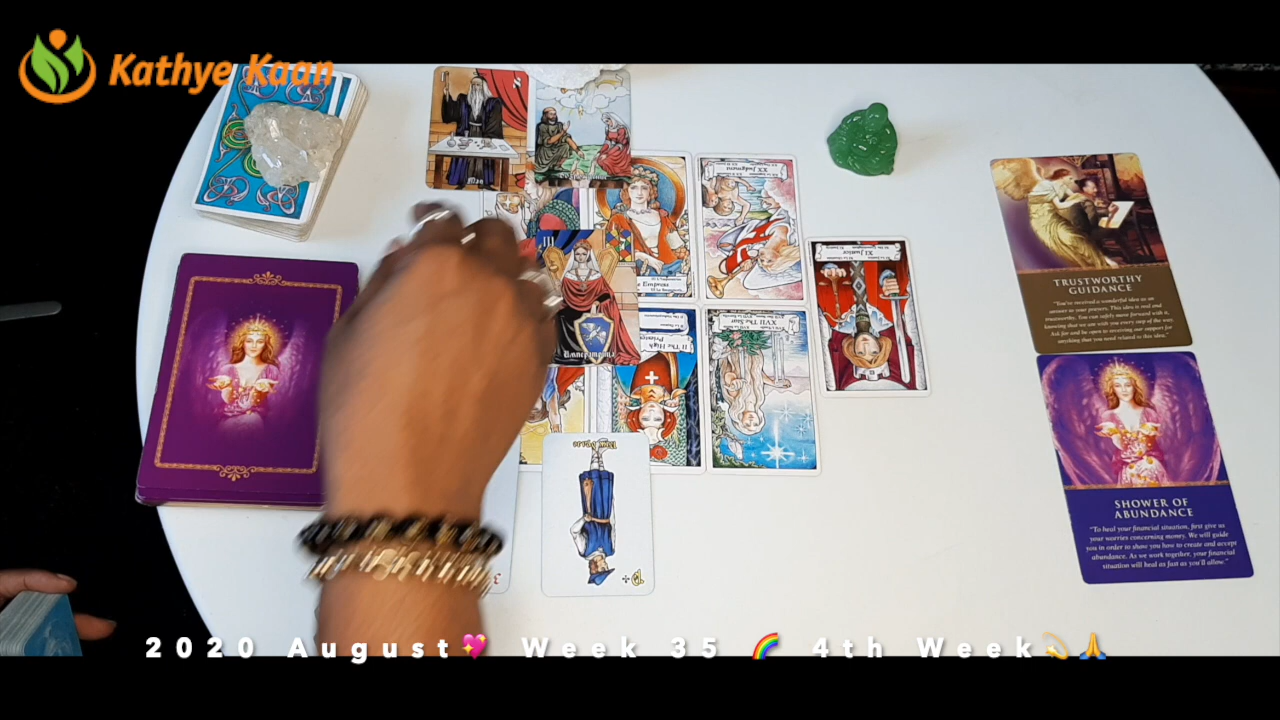 Kathye Kaan
XX Judgment
e Empress
XI Justice
II The High
Priestess
XVII The Star
III
TRUSTWORTHY
GUIDANCE
"You've received a wonderful idea as an
answer to your prayers. This idea is real and
trustworthy. You can safely move forward with it,
knowing that we are with you every step of the way.
Ask for and be open to receiving our support for
anything that you need related to this idea."
SHOWER OF
ABUNDANCE
"To heal your financial situation, first give us
your worries concerning money. We will guide
you in order to show you how to create and accept
abundance. As we work together, your financial
situation will heal as fast as you'll allow."
2020 August💖 Week 35 🌈 4th Week💫🙏